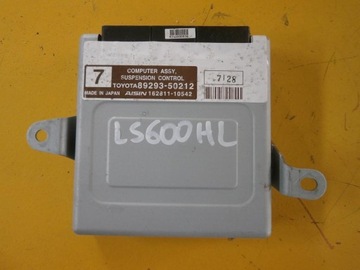 7
COMPUTER ASSY,
SUSPENSION CONTROL
TOYOTA 89293-50212
MADE IN JAPAN AISIN 162811-10542
-7128
LS600HL